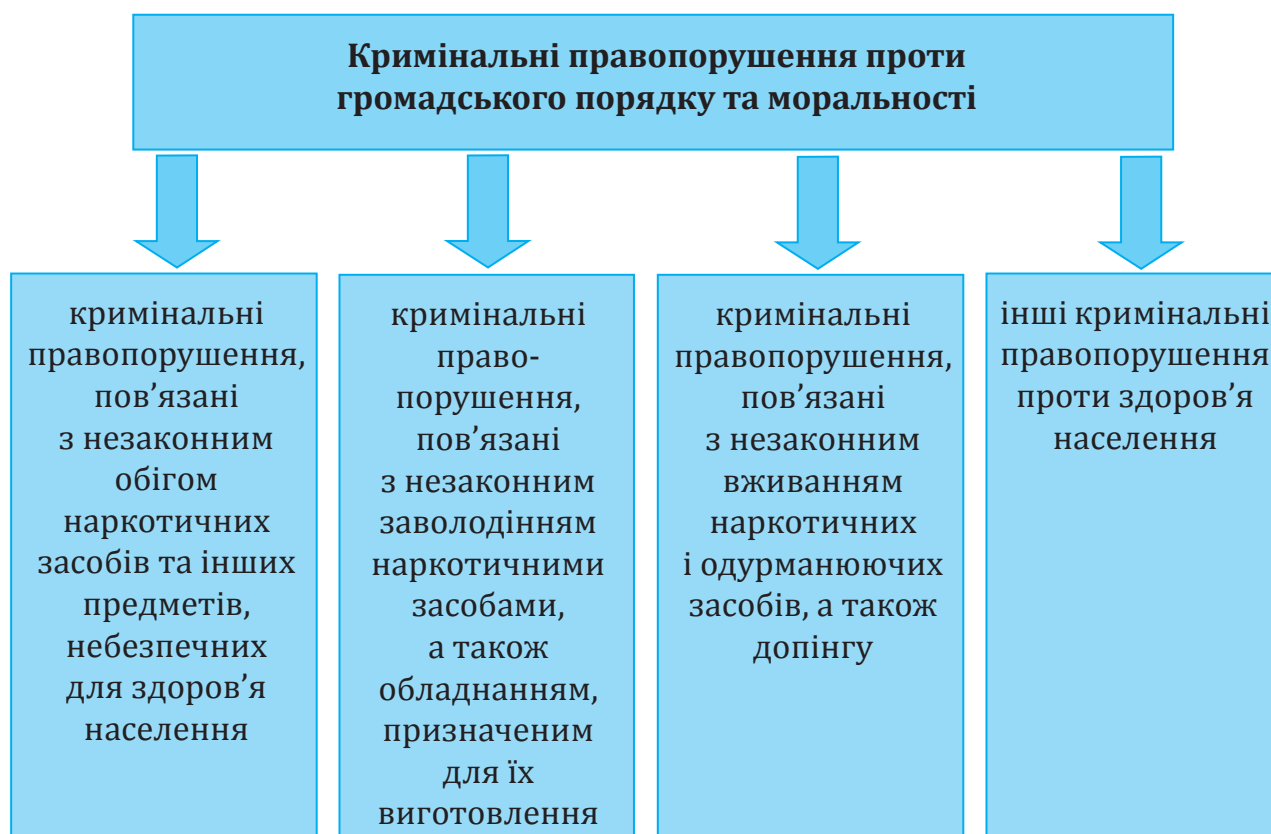 Кримінальні правопорушення проти
громадського порядку та моральності
кримінальні
правопорушення,
пов’язані
з незаконним
обігом
наркотичних
засобів та інших
предметів,
небезпечних
для здоров’я
населення
кримінальні
право-
порушення,
пов’язані
з незаконним
заволодінням
наркотичними
засобами,
а також
обладнанням,
призначеним
для їх
виготовлення
кримінальні
правопорушення,
пов’язані
з незаконним
вживанням
наркотичних
і одурманюючих
засобів, а також
допінгу
інші кримінальні
правопорушення
проти здоров’я
населення